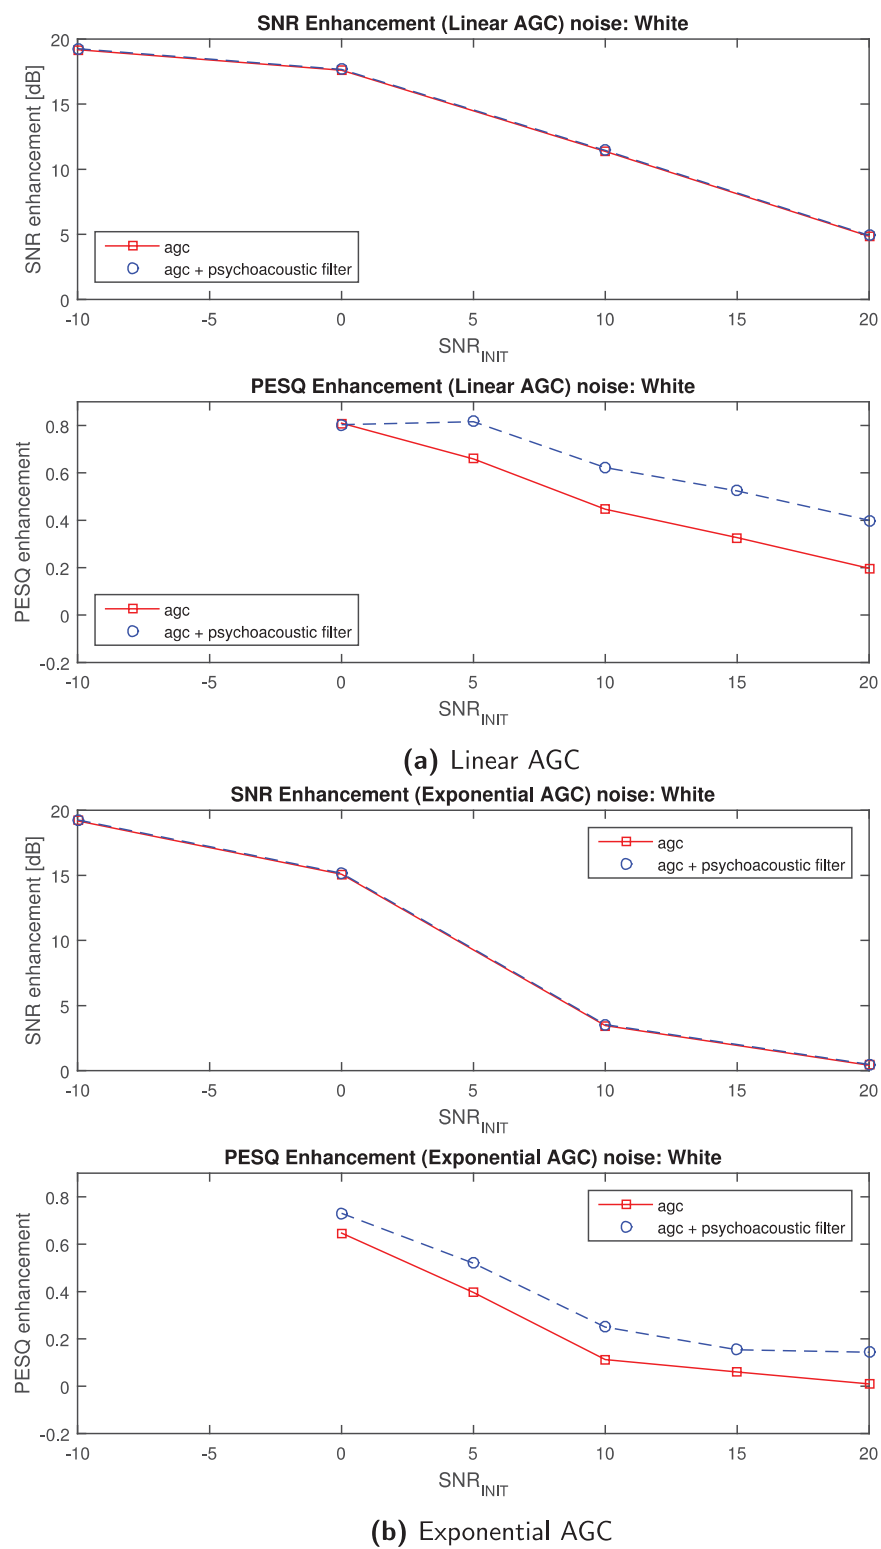 SNR Enhancement (Linear AGC) noise: White
20
15
10
5
0
SNR enhancement [dB]
agc
agc + psychoacoustic filter
-10 -5 0 5 10 15 20
SNR_INIT
PESQ Enhancement (Linear AGC) noise: White
0.8
0.6
0.4
0.2
0
-0.2
PESQ enhancement
agc
agc + psychoacoustic filter
-10 -5 0 5 10 15 20
SNR_INIT
(a) Linear AGC
SNR Enhancement (Exponential AGC) noise: White
20
15
10
5
0
SNR enhancement [dB]
agc
agc + psychoacoustic filter
-10 -5 0 5 10 15 20
SNR_INIT
PESQ Enhancement (Exponential AGC) noise: White
0.8
0.6
0.4
0.2
0
-0.2
PESQ enhancement
agc
agc + psychoacoustic filter
-10 -5 0 5 10 15 20
SNR_INIT
(b) Exponential AGC